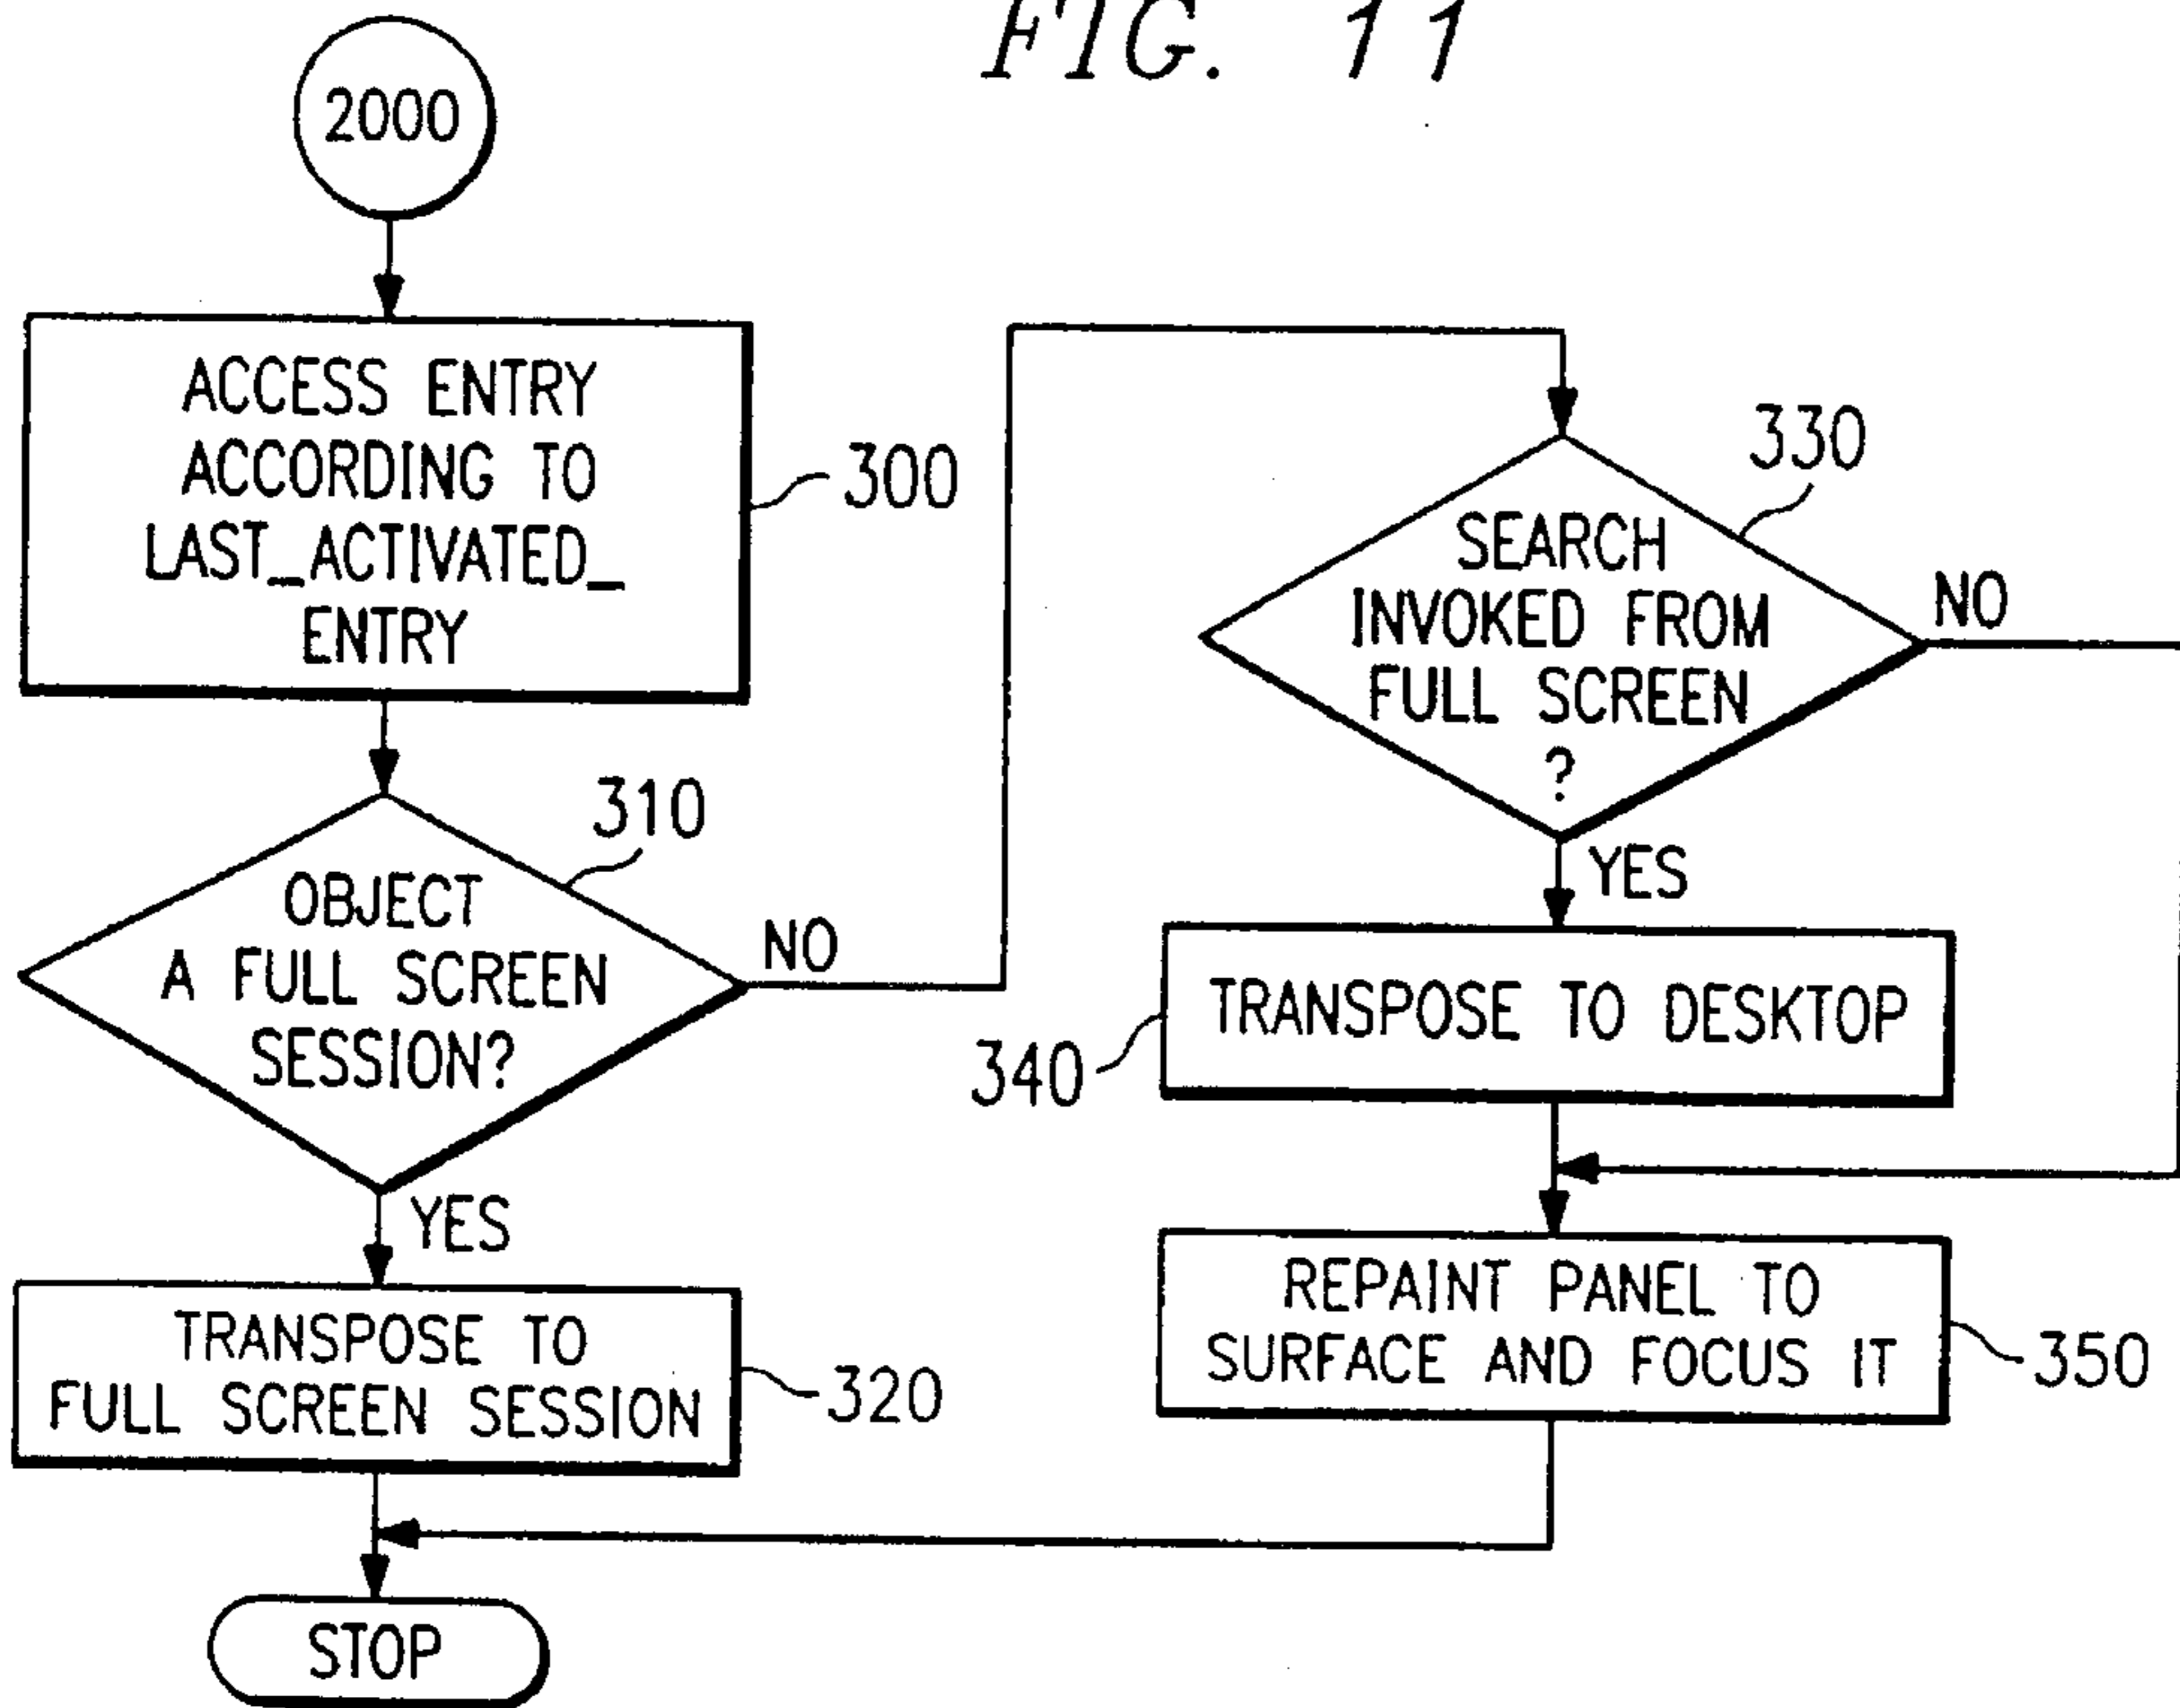 FIG. 11
2000
ACCESS ENTRY
ACCORDING TO
LAST_ACTIVATED_
ENTRY
300
310
OBJECT
A FULL SCREEN
SESSION?
NO
YES
TRANSPOSE TO
FULL SCREEN SESSION
320
STOP
330
SEARCH
INVOKED FROM
FULL SCREEN
?
NO
YES
TRANSPOSE TO DESKTOP
340
REPAINT PANEL TO
SURFACE AND FOCUS IT
350